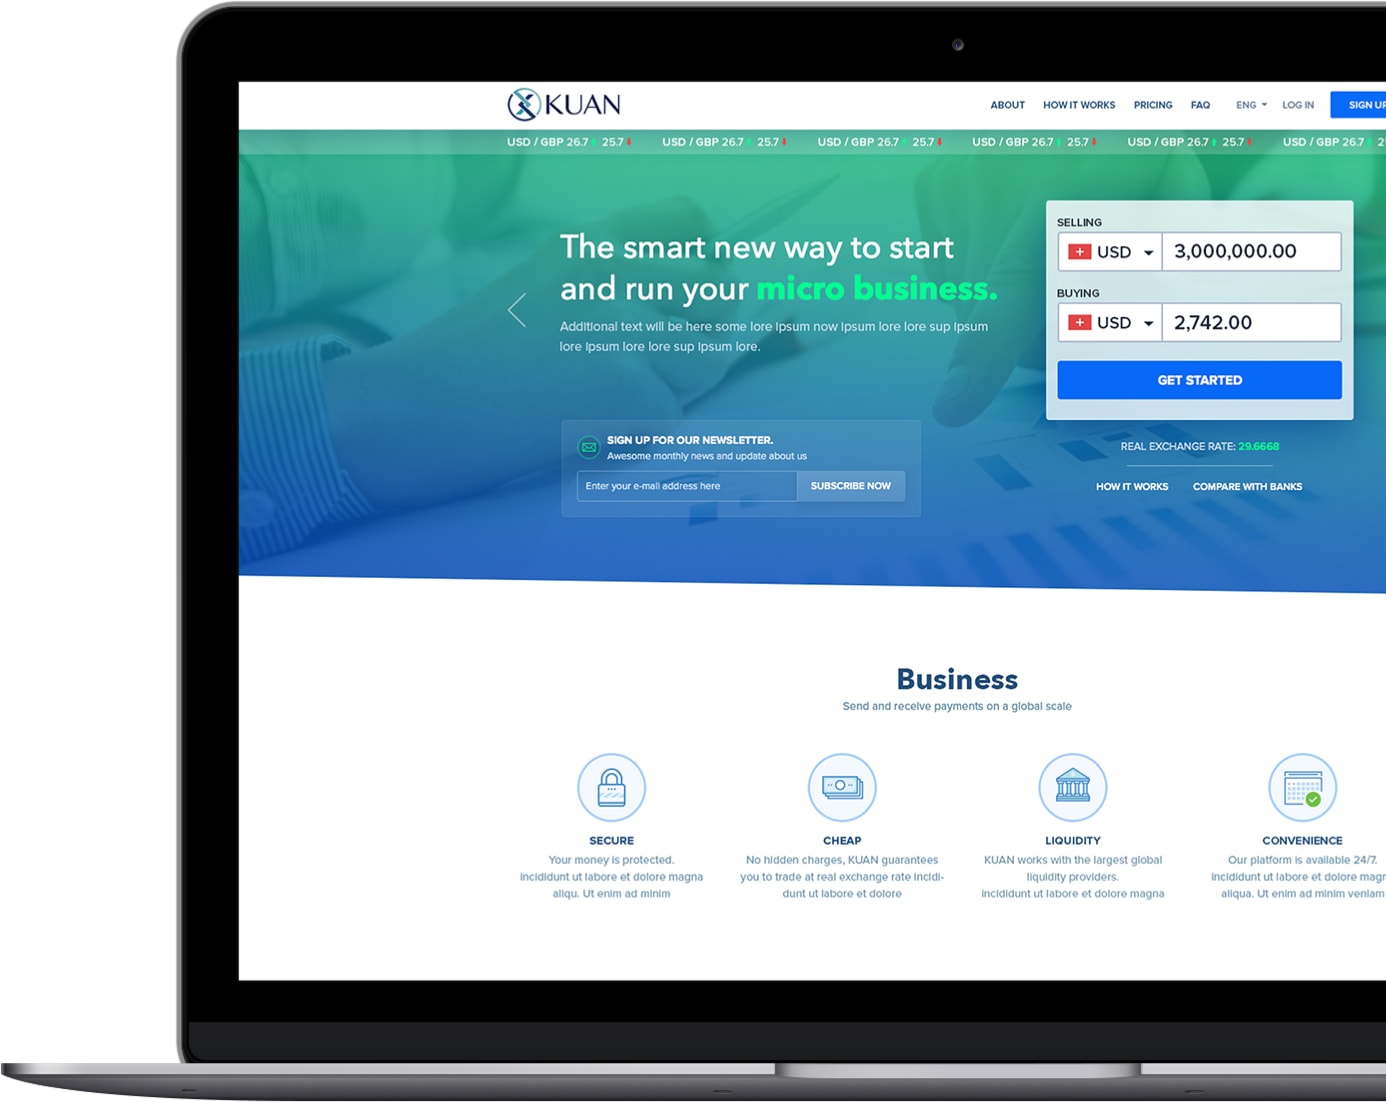 KUAN
ABOUT HOW IT WORKS PRICING FAQ ENG LOG IN SIGN UP
USD / GBP 26.7 25.7 USD / GBP 26.7 25.7 USD / GBP 26.7 25.7 USD / GBP 26.7 25.7 USD / GBP 26.7 25.7 USD / GBP 26.7
The smart new way to start
and run your micro business.
Additional text will be here some lore ipsum now ipsum lore lore sup ipsum
lore ipsum lore lore sup ipsum lore.
SELLING
USD 3,000,000.00
BUYING
USD 2,742.00
GET STARTED
REAL EXCHANGE RATE: 29.6668
HOW IT WORKS COMPARE WITH BANKS
SIGN UP FOR OUR NEWSLETTER.
Awesome monthly news and update about us
Enter your e-mail address here SUBSCRIBE NOW
Business
Send and receive payments on a global scale
SECURE
Your money is protected.
incididunt ut labore et dolore magna
aliqu. Ut enim ad minim
CHEAP
No hidden charges, KUAN guarantees
you to trade at real exchange rate incidi-
dunt ut labore et dolore
LIQUIDITY
KUAN works with the largest global
liquidity providers.
incididunt ut labore et dolore magna
CONVENIENCE
Our platform is available 24/7.
incididunt ut labore et dolore magn
aliqua. Ut enim ad minim veniam